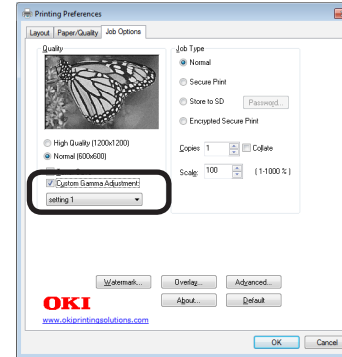 Printing Preferences
Layout Paper/Quality Job Options
Quality
High Quality (1200x1200)
Normal (600x600)
Custom Gamma Adjustment
setting 1
Job Type
Normal
Secure Print
Store to SD Password...
Encrypted Secure Print
Copies 1 Collate
Scale: 100 (1-1000 %)
Watermark... Overlay... Advanced...
About... Default
OKI
www.okiprintingsolutions.com
OK Cancel